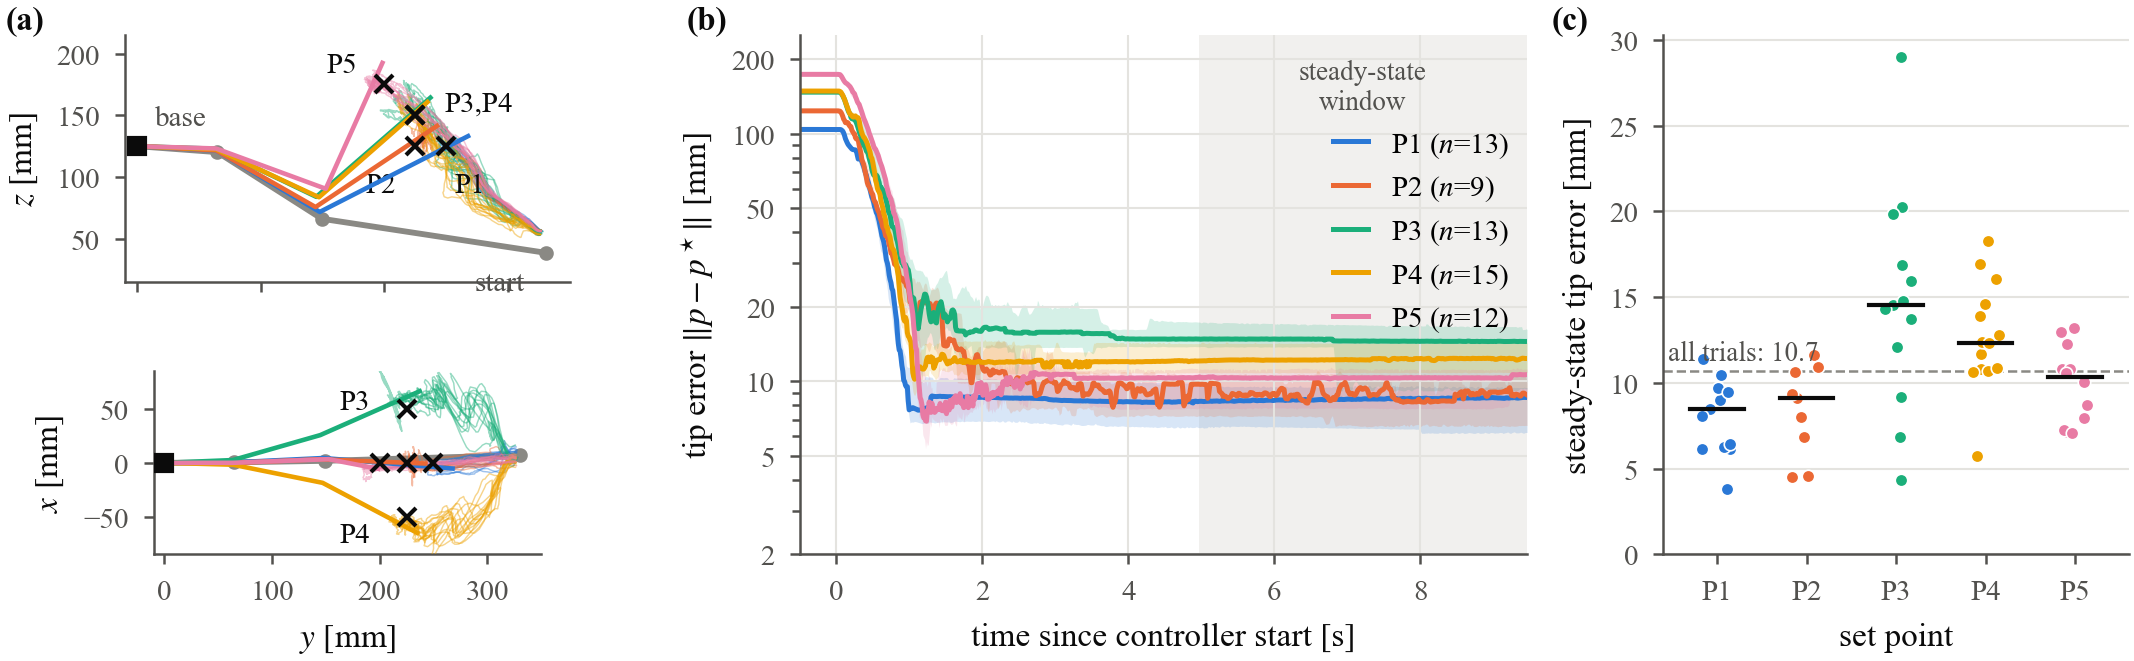 (a)
200
150
100
50
z [mm]
base
P5
P3,P4
P2
P1
start
50
0
−50
x [mm]
P3
P4
0
100
200
300
y [mm]
(b)
200
100
50
20
10
5
2
tip error ||p − p⋆|| [mm]
steady-state
window
P1 (n=13)
P2 (n=9)
P3 (n=13)
P4 (n=15)
P5 (n=12)
0
2
4
6
8
time since controller start [s]
(c)
30
25
20
15
10
5
0
steady-state tip error [mm]
all trials: 10.7
P1
P2
P3
P4
P5
set point